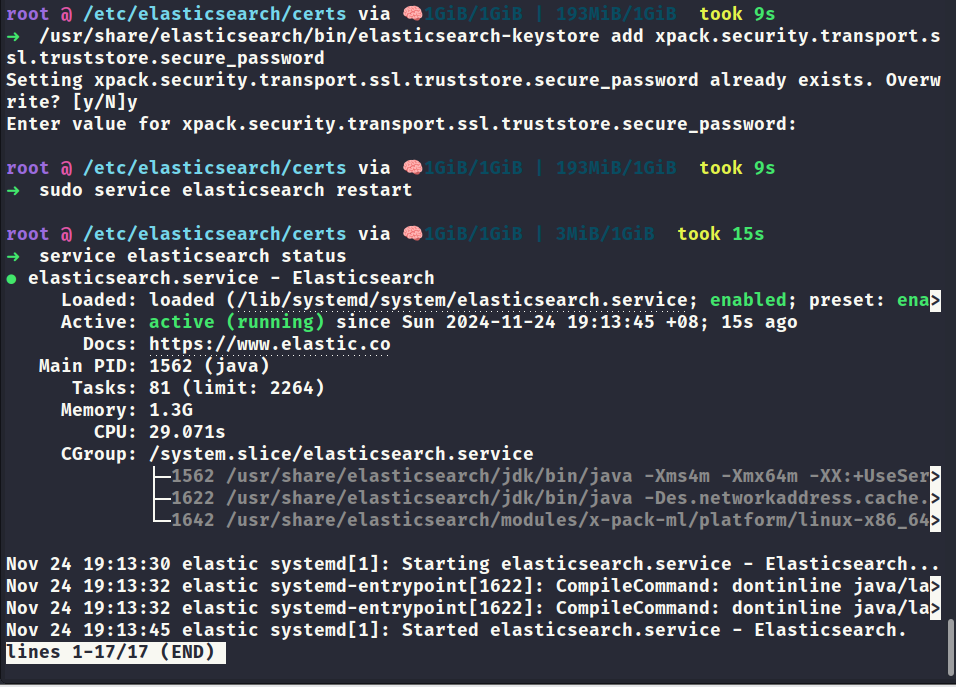 root @ /etc/elasticsearch/certs via 🧠1GiB/1GiB | 193MiB/1GiB  took 9s
→  /usr/share/elasticsearch/bin/elasticsearch-keystore add xpack.security.transport.s
sl.truststore.secure_password
Setting xpack.security.transport.ssl.truststore.secure_password already exists. Overw
rite? [y/N]y
Enter value for xpack.security.transport.ssl.truststore.secure_password:
root @ /etc/elasticsearch/certs via 🧠1GiB/1GiB | 193MiB/1GiB  took 9s
→  sudo service elasticsearch restart
root @ /etc/elasticsearch/certs via 🧠1GiB/1GiB | 3MiB/1GiB  took 15s
→  service elasticsearch status
● elasticsearch.service - Elasticsearch
     Loaded: loaded (/lib/systemd/system/elasticsearch.service; enabled; preset: ena>
     Active: active (running) since Sun 2024-11-24 19:13:45 +08; 15s ago
       Docs: https://www.elastic.co
   Main PID: 1562 (java)
      Tasks: 81 (limit: 2264)
     Memory: 1.3G
        CPU: 29.071s
     CGroup: /system.slice/elasticsearch.service
             ├─1562 /usr/share/elasticsearch/jdk/bin/java -Xms4m -Xmx64m -XX:+UseSer>
             ├─1622 /usr/share/elasticsearch/jdk/bin/java -Des.networkaddress.cache.>
             └─1642 /usr/share/elasticsearch/modules/x-pack-ml/platform/linux-x86_64>
Nov 24 19:13:30 elastic systemd[1]: Starting elasticsearch.service - Elasticsearch...
Nov 24 19:13:32 elastic systemd-entrypoint[1622]: CompileCommand: dontinline java/la>
Nov 24 19:13:32 elastic systemd-entrypoint[1622]: CompileCommand: dontinline java/la>
Nov 24 19:13:45 elastic systemd[1]: Started elasticsearch.service - Elasticsearch.
lines 1-17/17 (END)